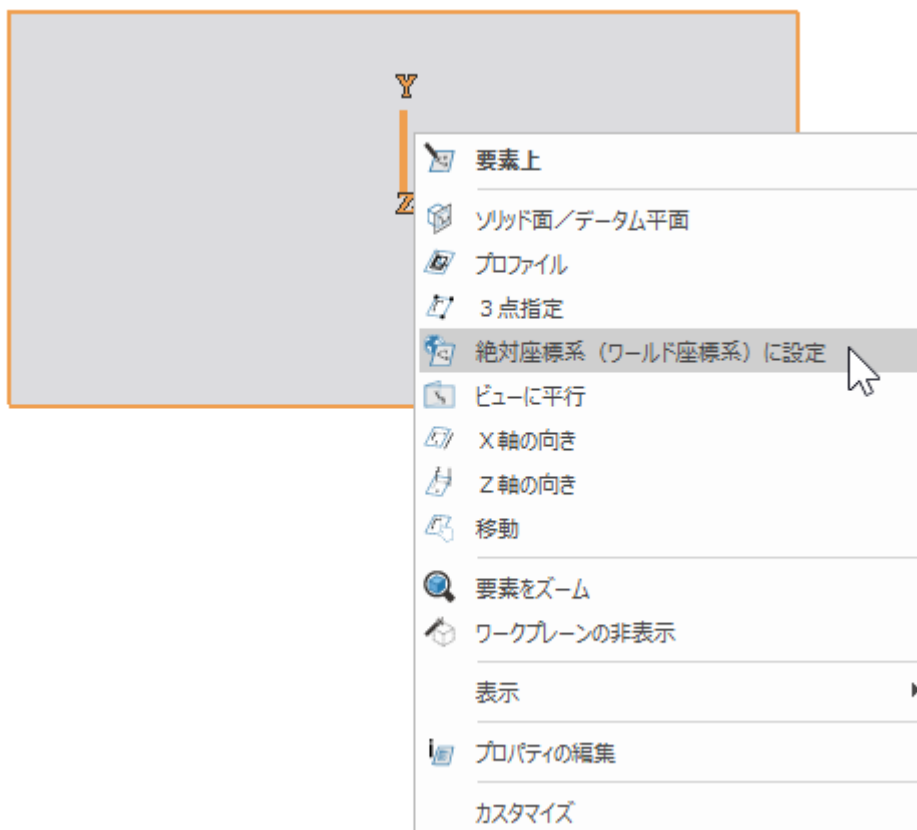 Y
Z
要素上
ソリッド面／データム平面
プロファイル
３点指定
絶対座標系（ワールド座標系）に設定
ビューに平行
Ｘ軸の向き
Ｚ軸の向き
移動
要素をズーム
ワークプレーンの非表示
表示
プロパティの編集
カスタマイズ